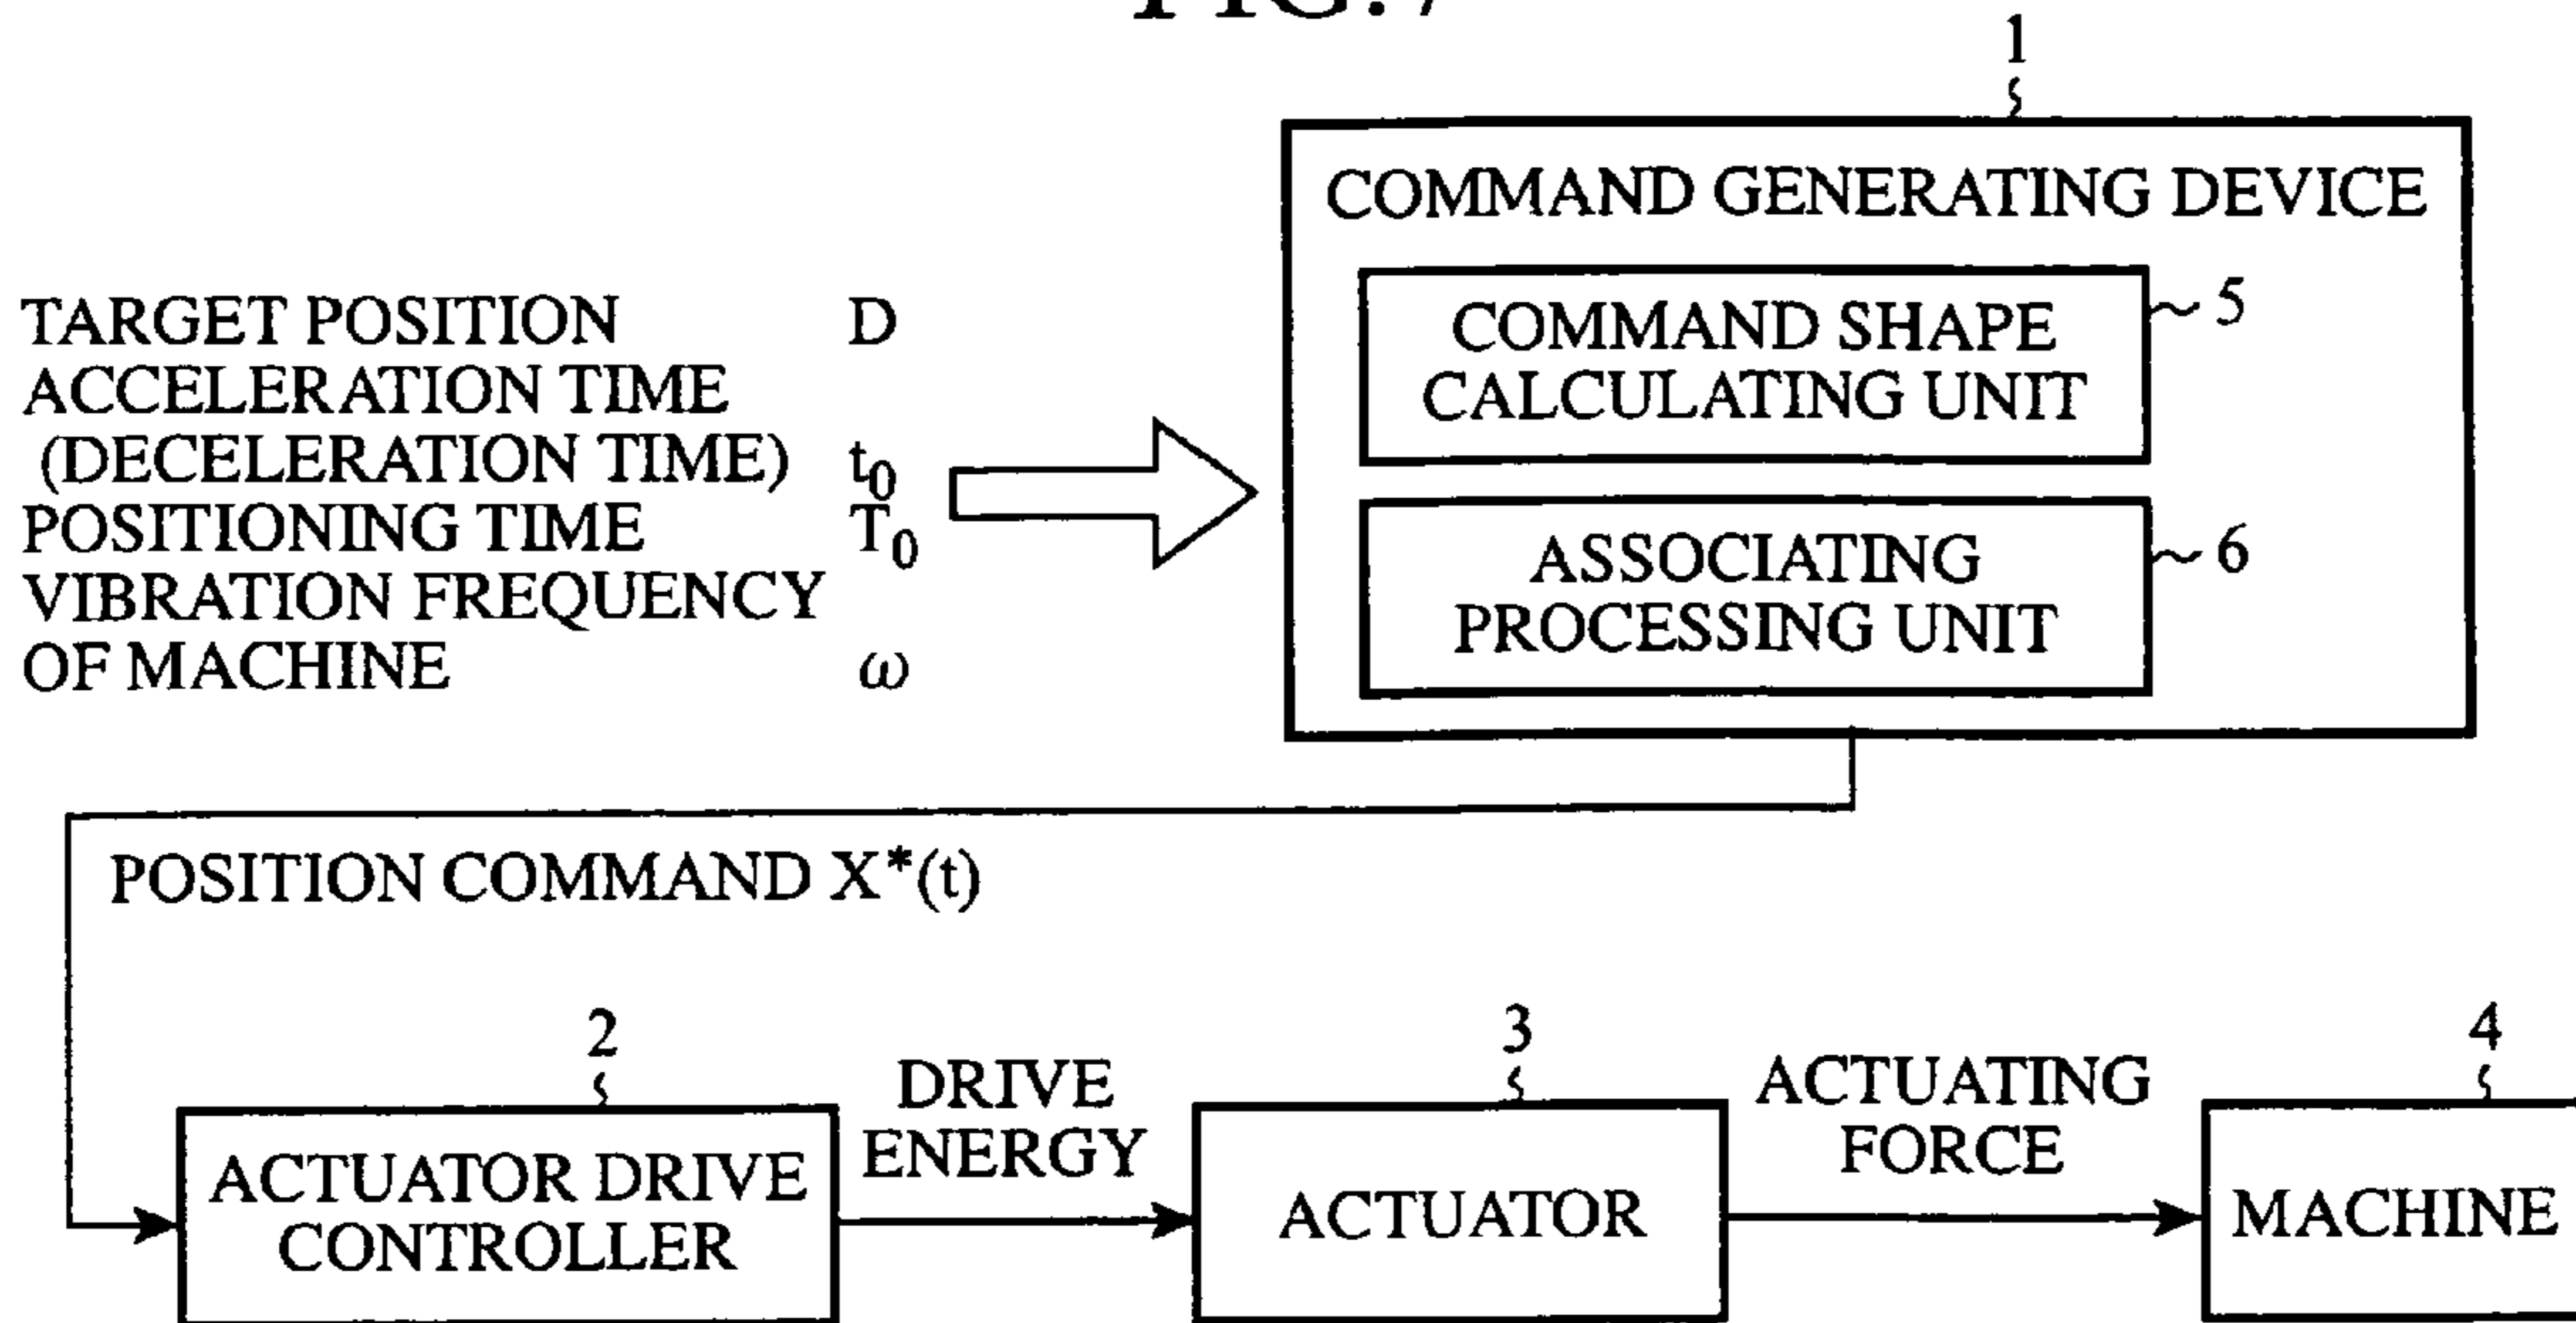 FIG. 7
1
COMMAND GENERATING DEVICE
COMMAND SHAPE
CALCULATING UNIT
5
ASSOCIATING
PROCESSING UNIT
6
TARGET POSITION D
ACCELERATION TIME
(DECELERATION TIME) t₀
POSITIONING TIME T₀
VIBRATION FREQUENCY
OF MACHINE ω
POSITION COMMAND X*(t)
2
ACTUATOR DRIVE
CONTROLLER
DRIVE
ENERGY
3
ACTUATOR
ACTUATING
FORCE
4
MACHINE